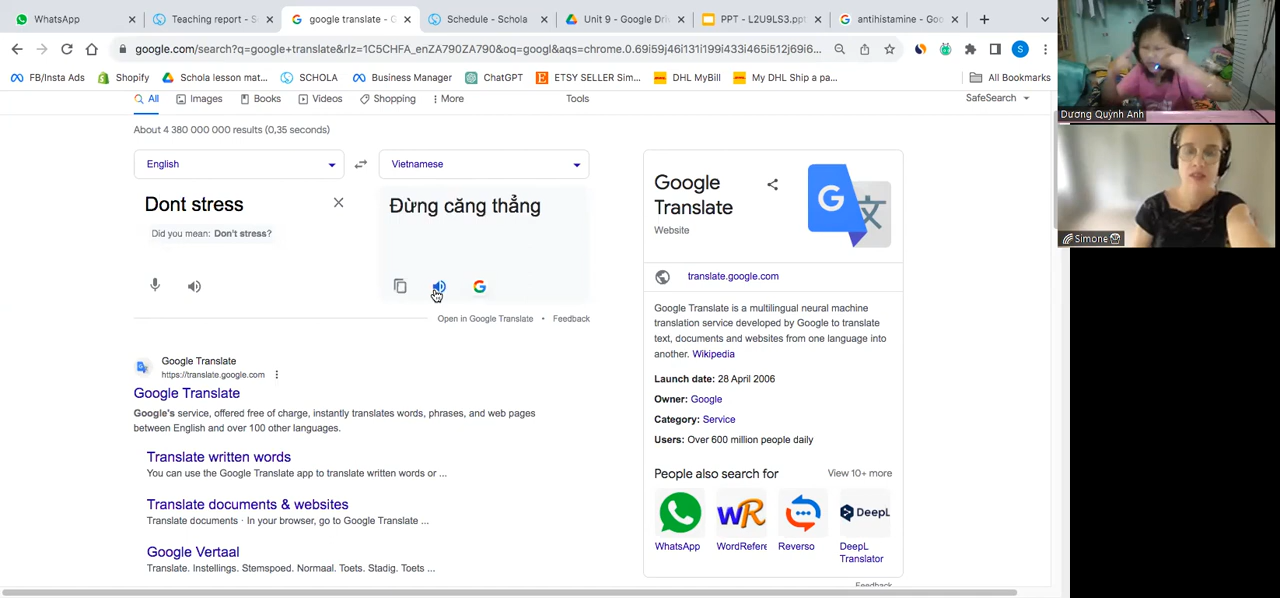 WhatsApp
Teaching report - S
google translate - G
Schedule - Schola
Unit 9 - Google Dri
PPT - L2U9LS3.ppt
antihistamine - Goo
google.com/search?q=google+translate&rlz=1C5CHFA_enZA790ZA790&oq=googl&aqs=chrome.0.69i59j46i131i199i433i465i512j69i6...
S
FB/Insta Ads
Shopify
Schola lesson mat...
SCHOLA
Business Manager
ChatGPT
ETSY SELLER Sim...
DHL MyBill
My DHL Ship a pa...
All Bookmarks
All
Images
Books
Videos
Shopping
More
Tools
SafeSearch
About 4 380 000 000 results (0,35 seconds)
English
Vietnamese
Dont stress
Đừng căng thẳng
Did you mean: Don't stress?
Open in Google Translate • Feedback
Google Translate
https://translate.google.com
Google Translate
Google's service, offered free of charge, instantly translates words, phrases, and web pages
between English and over 100 other languages.
Translate written words
You can use the Google Translate app to translate written words or ...
Translate documents & websites
Translate documents · In your browser, go to Google Translate ...
Google Vertaal
Translate. Instellings. Stemspoed. Normaal. Toets. Stadig. Toets ...
Google
Translate
Website
translate.google.com
Google Translate is a multilingual neural machine
translation service developed by Google to translate
text, documents and websites from one language into
another. Wikipedia
Launch date: 28 April 2006
Owner: Google
Category: Service
Users: Over 600 million people daily
People also search for
View 10+ more
W R
DeepL
WhatsApp
WordRefere
Reverso
DeepL
Translator
Feedback
Dương Quỳnh Anh
Simone